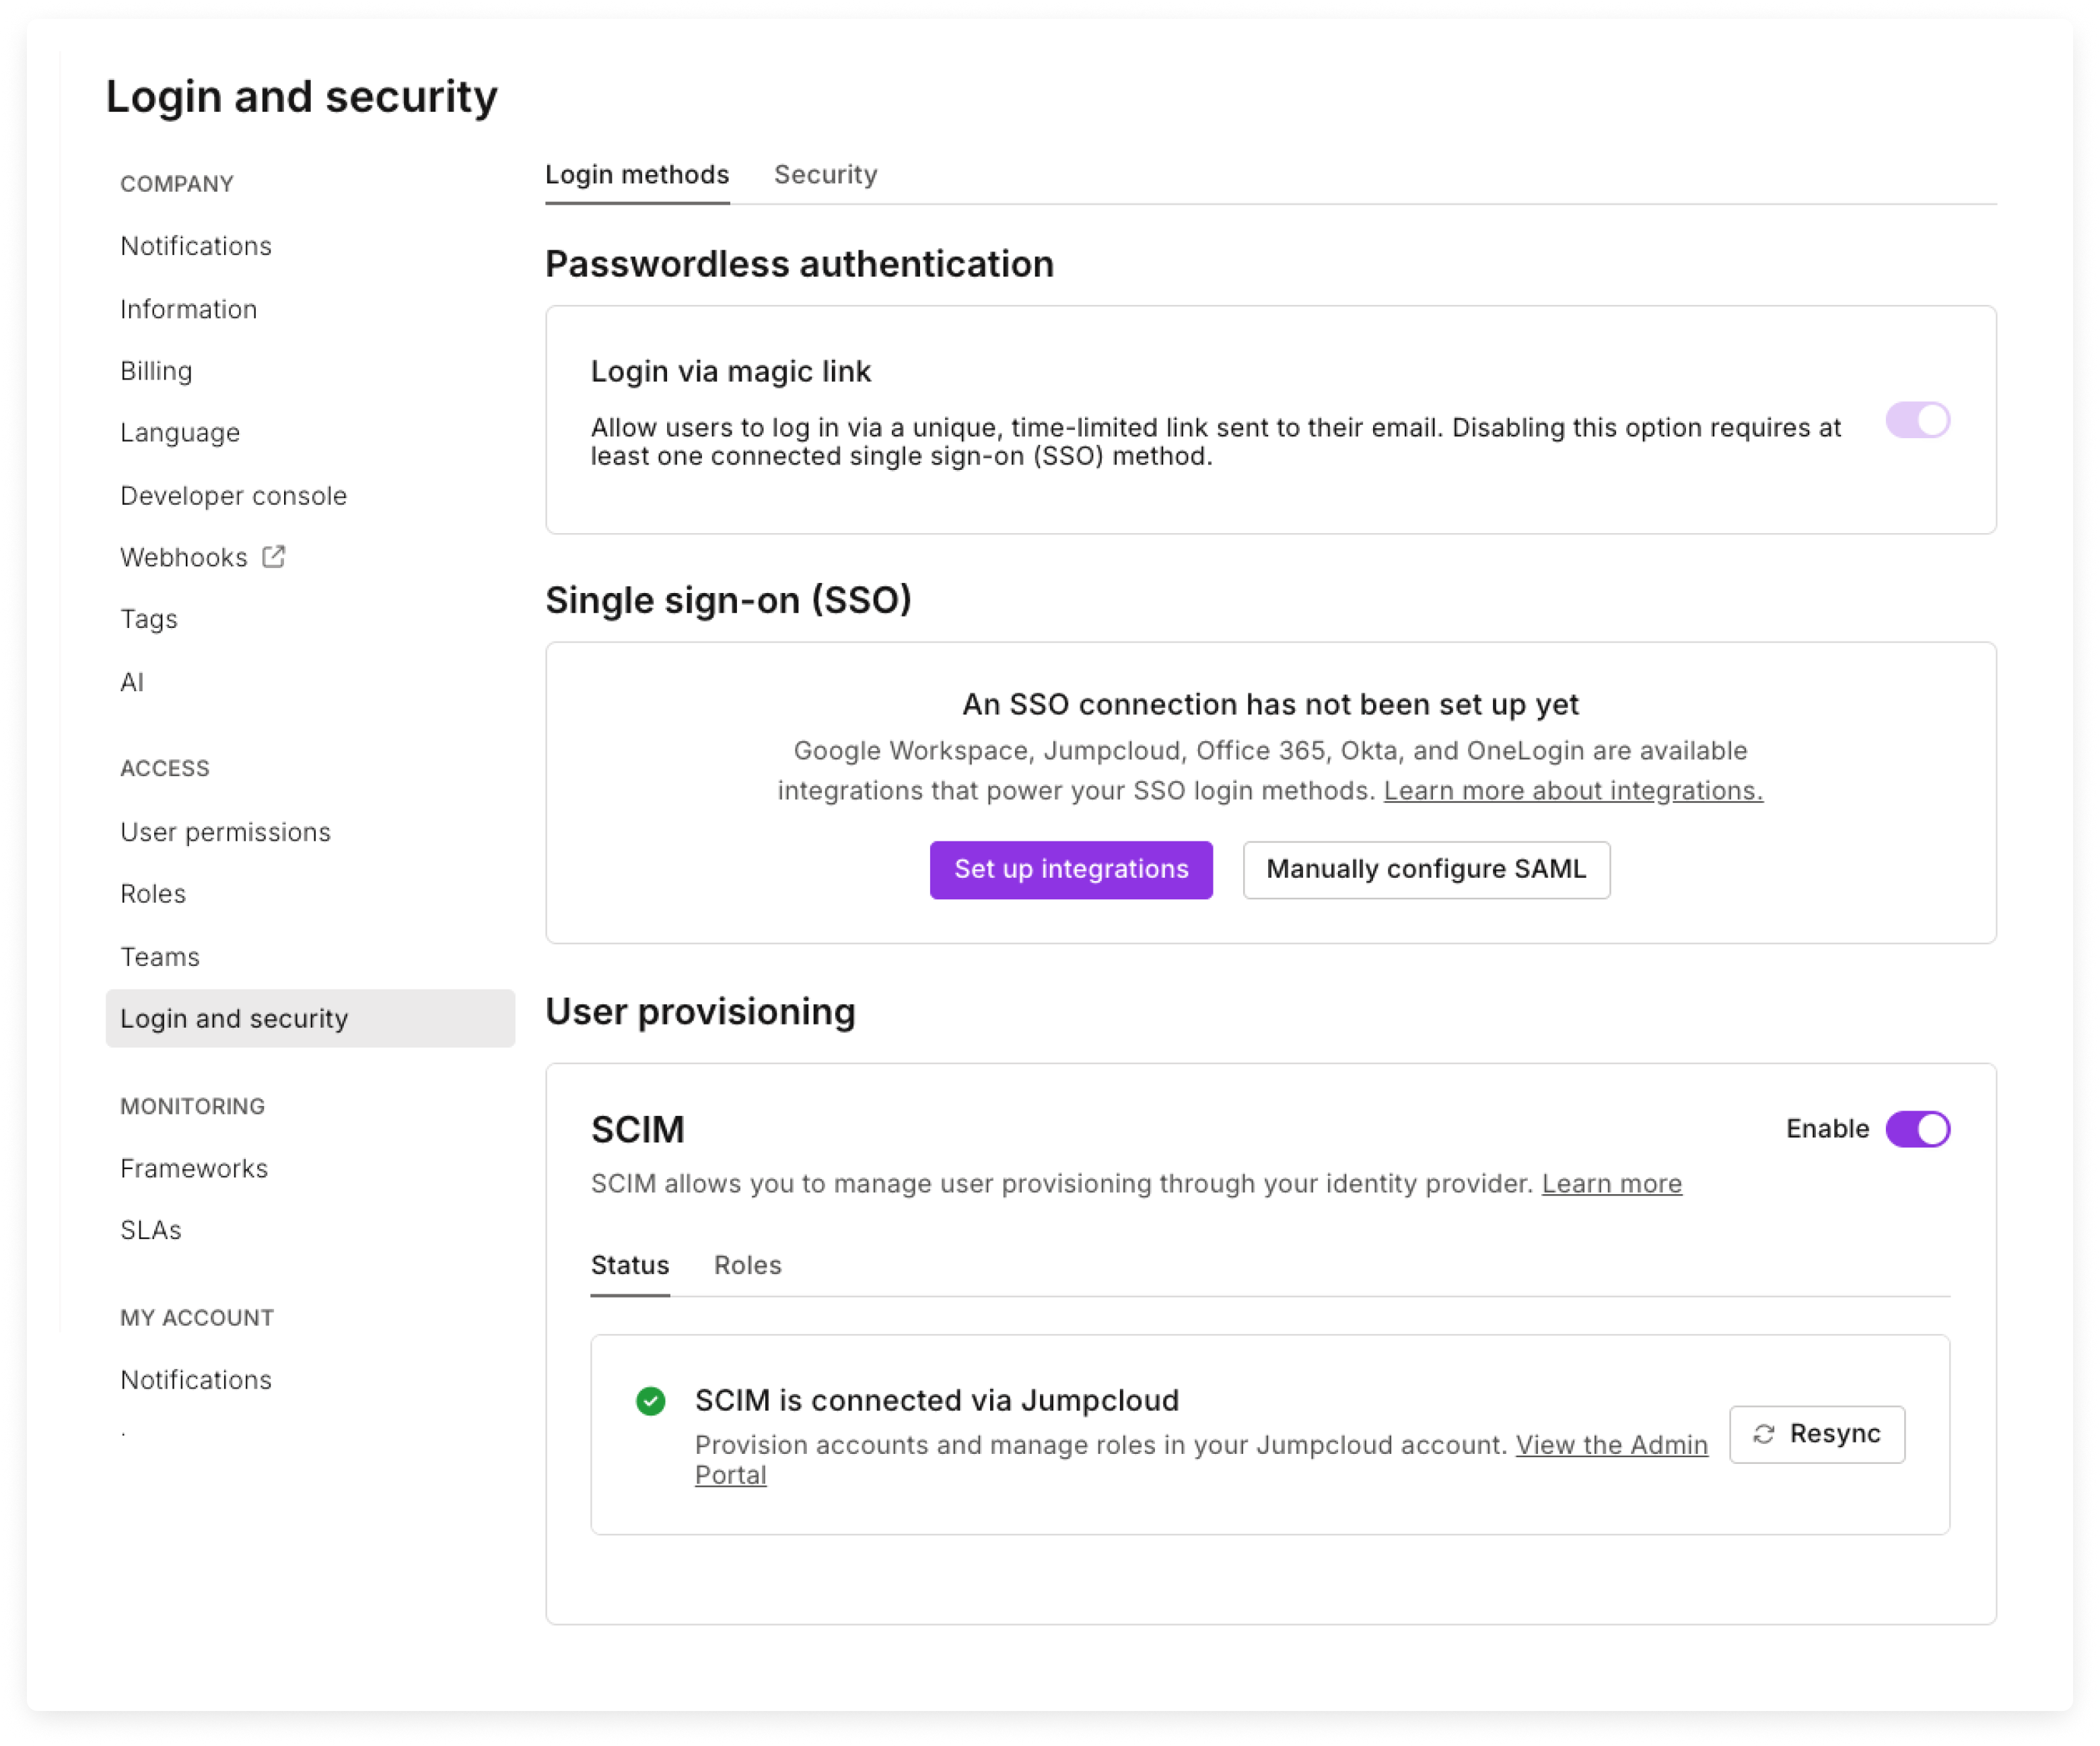 Login and security
COMPANY
Notifications
Information
Billing
Language
Developer console
Webhooks
Tags
AI
ACCESS
User permissions
Roles
Teams
Login and security
MONITORING
Frameworks
SLAs
MY ACCOUNT
Notifications
.
Login methods
Security
Passwordless authentication
Login via magic link
Allow users to log in via a unique, time-limited link sent to their email. Disabling this option requires at
least one connected single sign-on (SSO) method.
Single sign-on (SSO)
An SSO connection has not been set up yet
Google Workspace, Jumpcloud, Office 365, Okta, and OneLogin are available
integrations that power your SSO login methods. Learn more about integrations.
Set up integrations
Manually configure SAML
User provisioning
SCIM
Enable
SCIM allows you to manage user provisioning through your identity provider. Learn more
Status
Roles
SCIM is connected via Jumpcloud
Provision accounts and manage roles in your Jumpcloud account. View the Admin
Portal
Resync